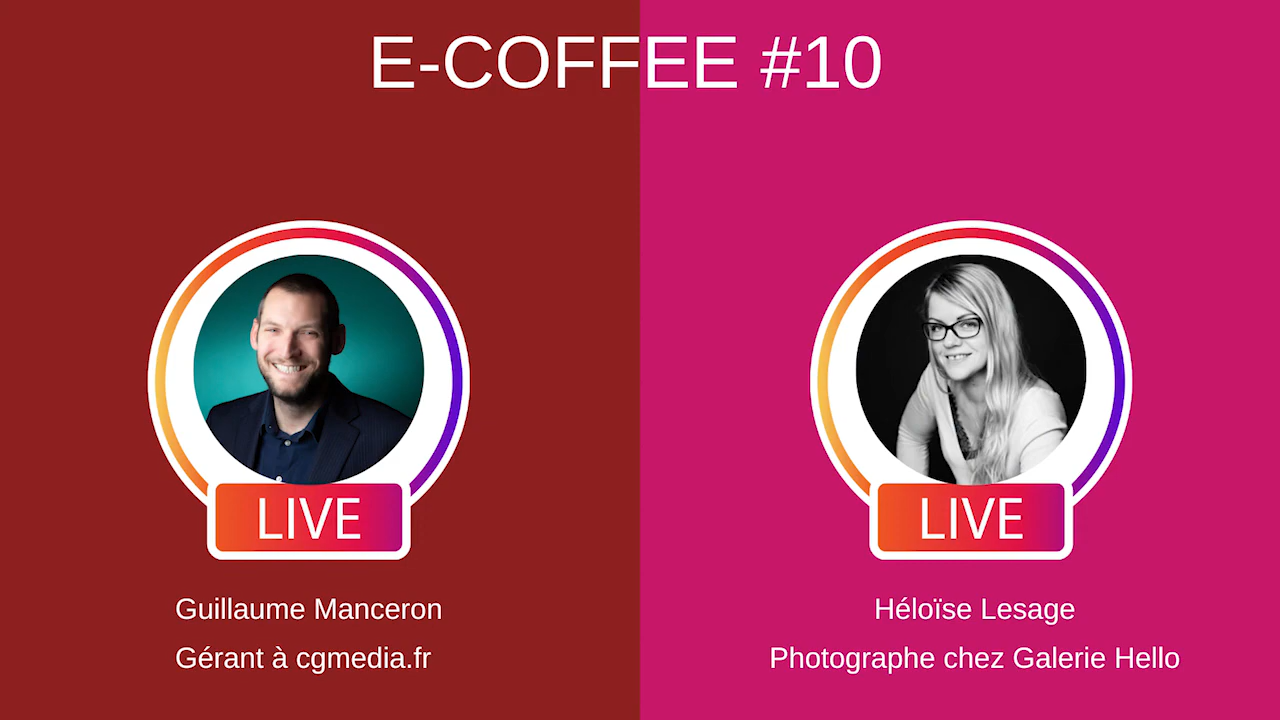 E-COFFEE #10
LIVE
LIVE
Guillaume Manceron
Gérant à cgmedia.fr
Héloïse Lesage
Photographe chez Galerie Hello